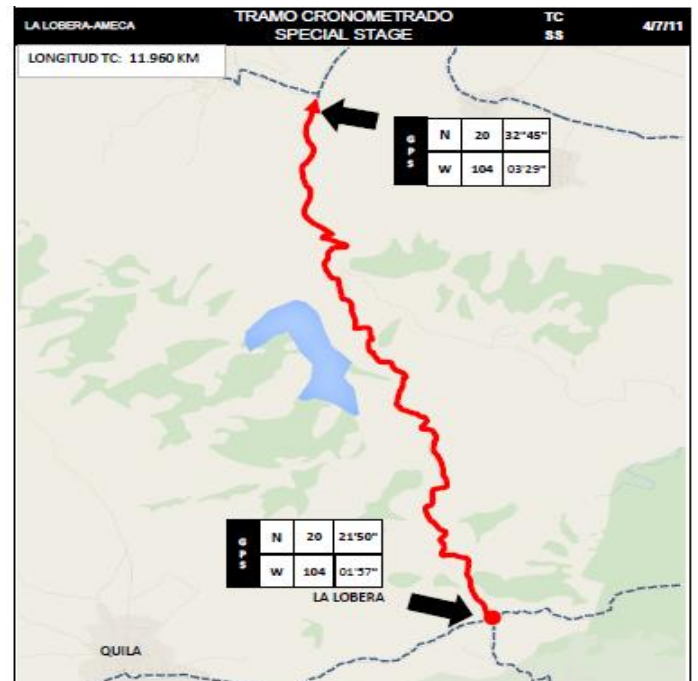 LA LOBERA-AMECA
TRAMO CRONOMETRADO
SPECIAL STAGE
TC
SS
4/7/11
LONGITUD TC: 11.960 KM
GPS
N 20 32"45"
W 104 03'29"
GPS
N 20 21'50"
W 104 01'37"
LA LOBERA
QUILA